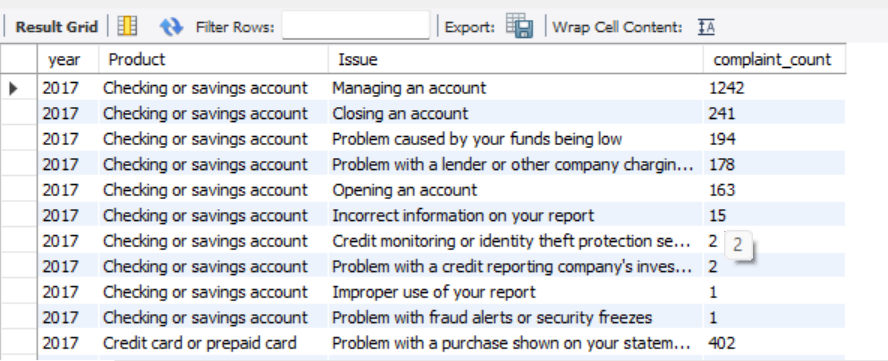 Result Grid Filter Rows: Export: Wrap Cell Content: IA
year Product Issue complaint_count
2017 Checking or savings account Managing an account 1242
2017 Checking or savings account Closing an account 241
2017 Checking or savings account Problem caused by your funds being low 194
2017 Checking or savings account Problem with a lender or other company chargin... 178
2017 Checking or savings account Opening an account 163
2017 Checking or savings account Incorrect information on your report 15
2017 Checking or savings account Credit monitoring or identity theft protection se... 2 2
2017 Checking or savings account Problem with a credit reporting company's inves... 2
2017 Checking or savings account Improper use of your report 1
2017 Checking or savings account Problem with fraud alerts or security freezes 1
2017 Credit card or prepaid card Problem with a purchase shown on your statem... 402